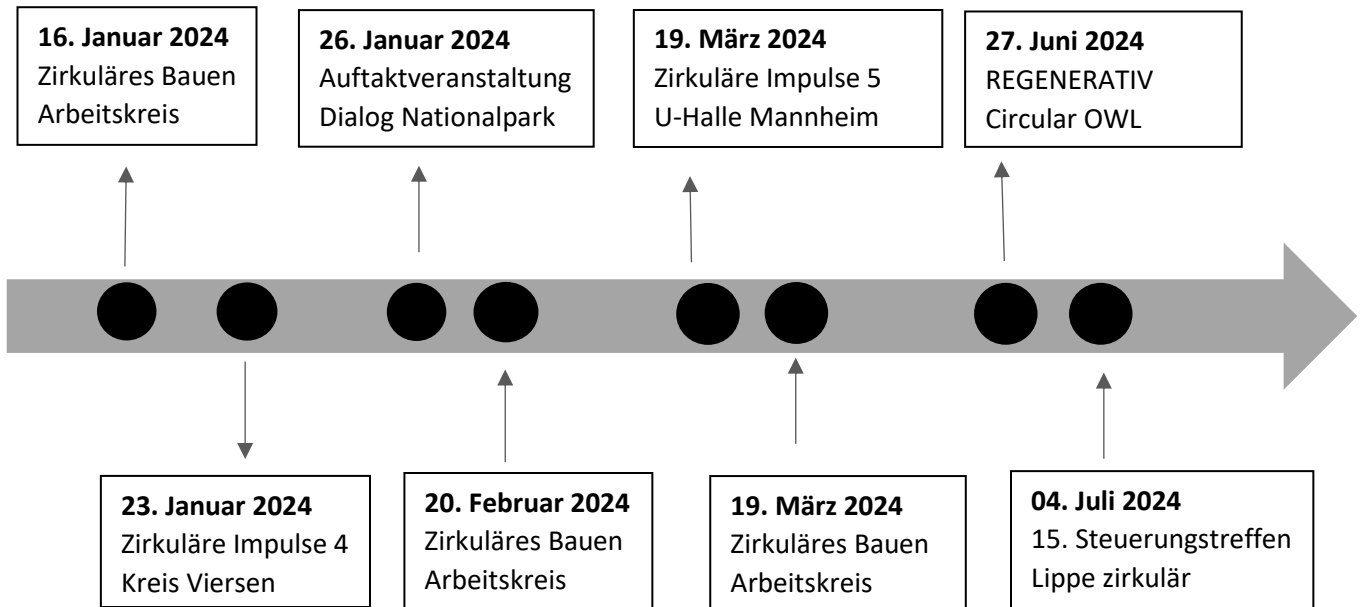 16. Januar 2024
Zirkuläres Bauen
Arbeitskreis
26. Januar 2024
Auftaktveranstaltung
Dialog Nationalpark
19. März 2024
Zirkuläre Impulse 5
U-Halle Mannheim
27. Juni 2024
REGENERATIV
Circular OWL
23. Januar 2024
Zirkuläre Impulse 4
Kreis Viersen
20. Februar 2024
Zirkuläres Bauen
Arbeitskreis
19. März 2024
Zirkuläres Bauen
Arbeitskreis
04. Juli 2024
15. Steuerungstreffen
Lippe zirkulär